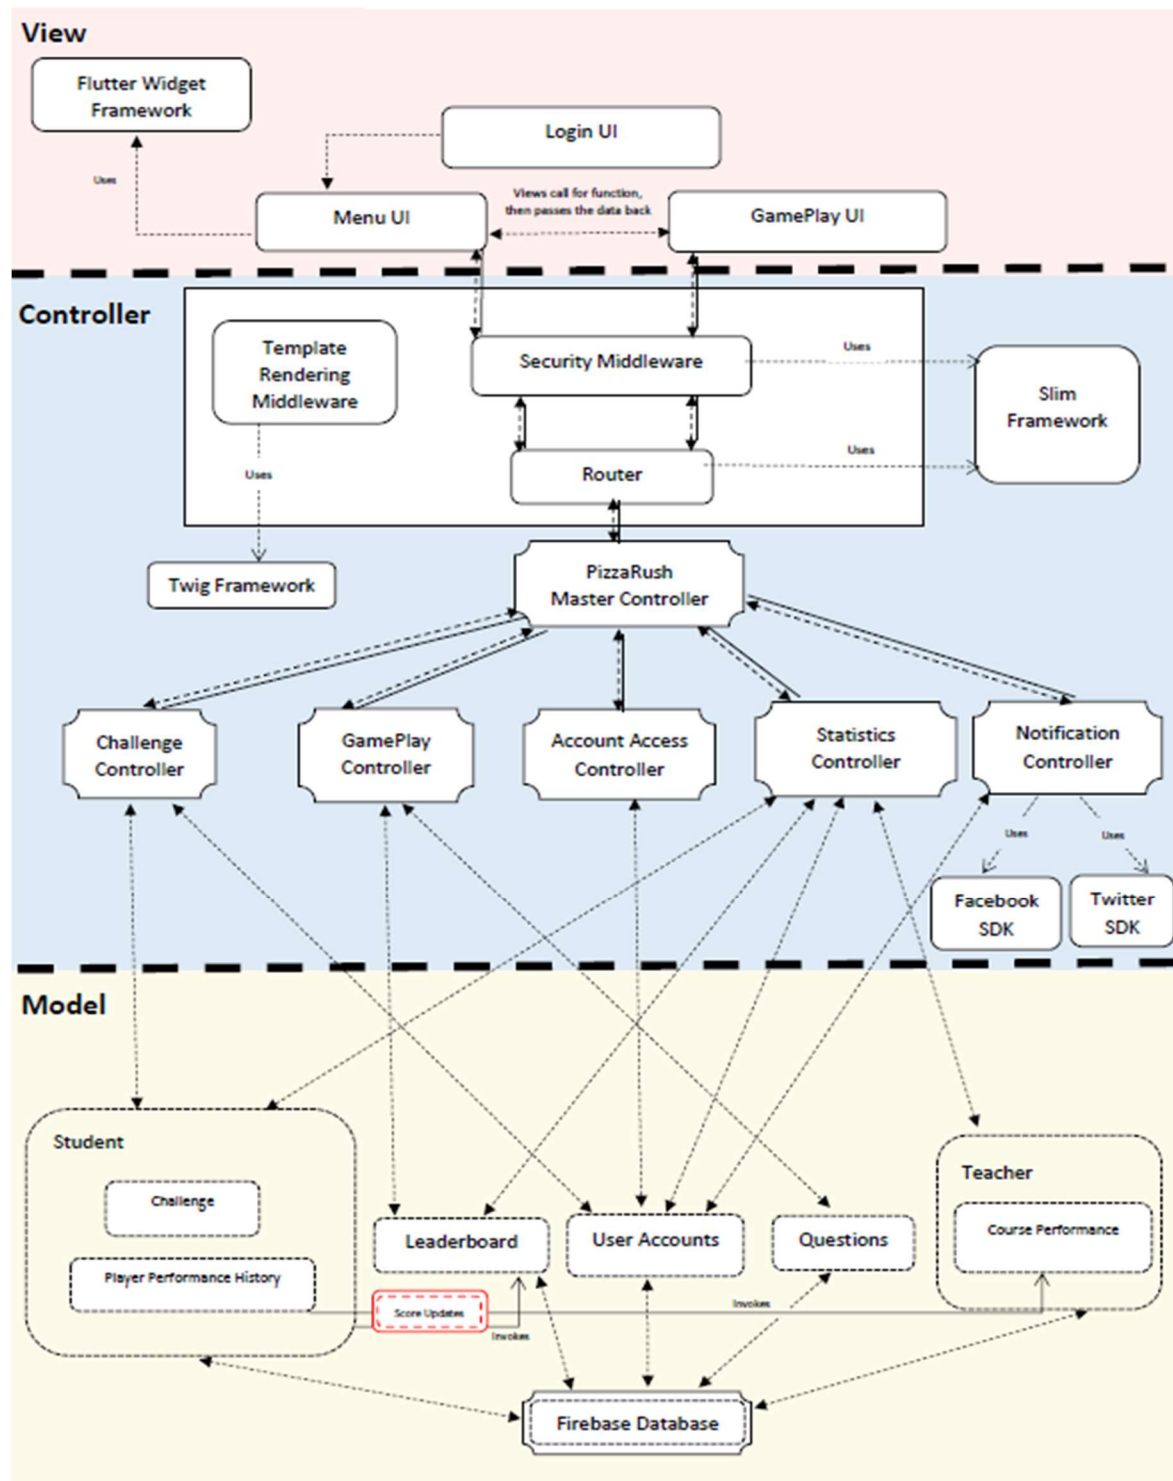 View
Flutter Widget
Framework
Login UI
Uses
Views call for function,
then passes the data back
Menu UI
GamePlay UI
Controller
Template
Rendering
Middleware
Security Middleware
Uses
Slim
Framework
Uses
Router
Uses
Twig Framework
PizzaRush
Master Controller
Challenge
Controller
GamePlay
Controller
Account Access
Controller
Statistics
Controller
Notification
Controller
Uses
Uses
Facebook
SDK
Twitter
SDK
Model
Student
Challenge
Player Performance History
Leaderboard
User Accounts
Questions
Teacher
Course Performance
Score Updates
Invokes
Invokes
Firebase Database